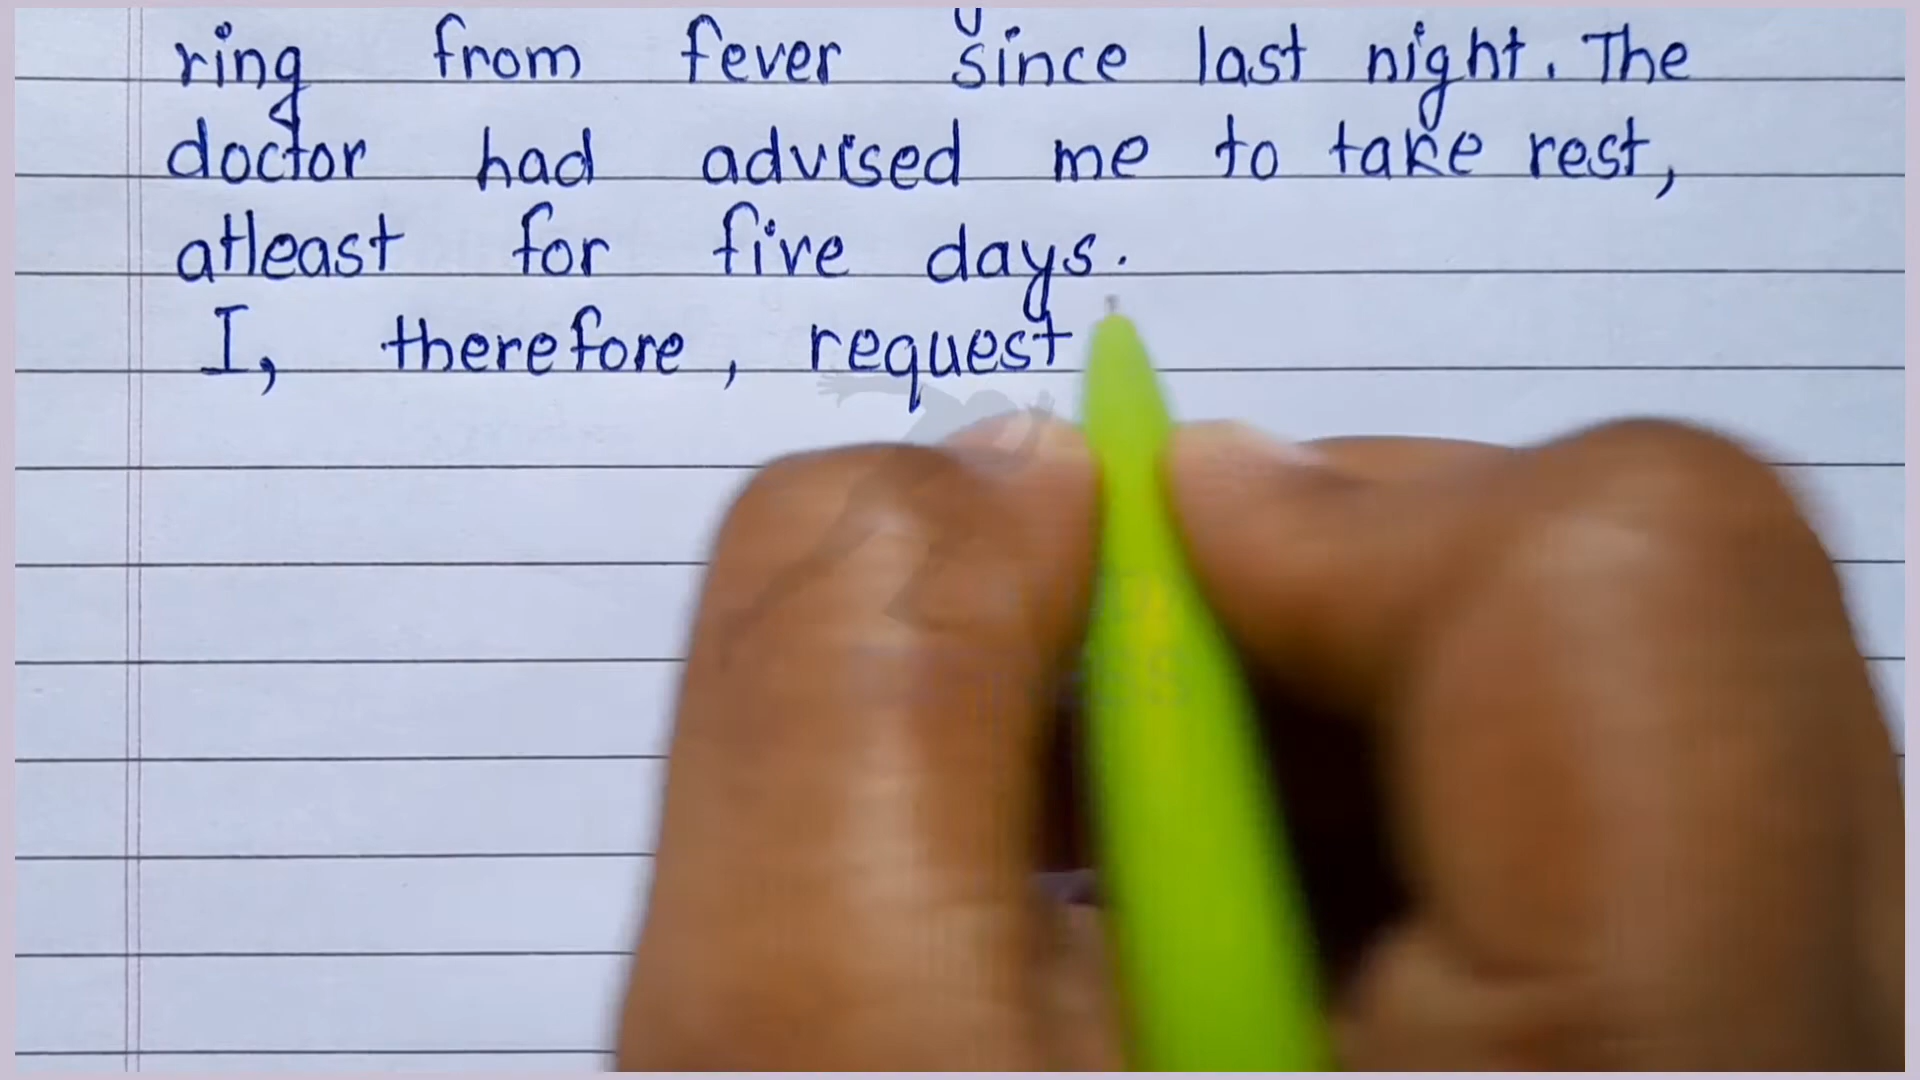 ring from fever since last night. The
doctor had advised me to take rest,
atleast for five days.
I, therefore, request